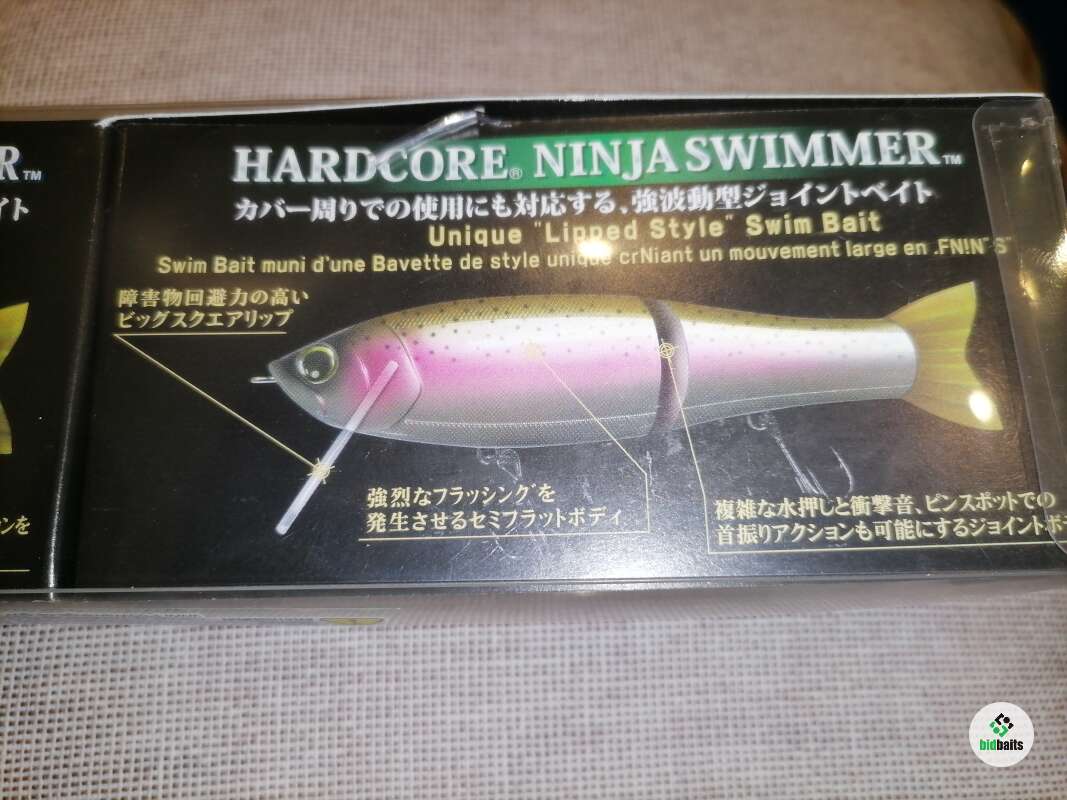 HARDCORE® NINJA SWIMMER™
カバー周りでの使用にも対応する、強波動型ジョイントベイト
Unique "Lipped Style" Swim Bait
Swim Bait muni d'une Bavette de style unique crNiant un mouvement large en .FN!N"S"
障害物回避力の高い
ビッグスクエアリップ
強烈なフラッシングを
発生させるセミフラットボディ
複雑な水押しと衝撃音、ピンスポットでの
首振りアクションも可能にするジョイントボ
R™
イト
ンを
bidbaits